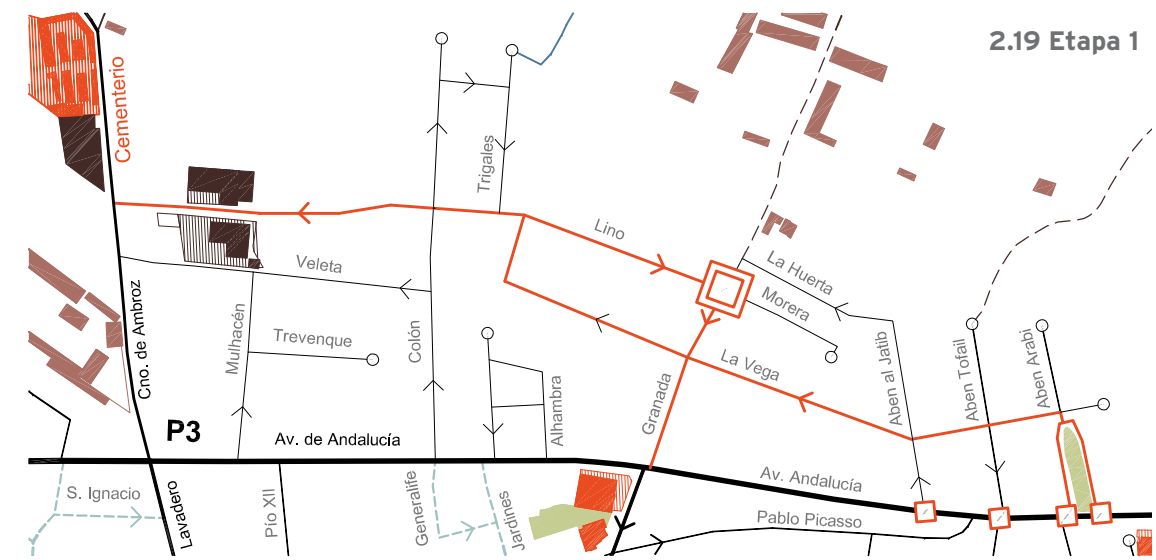 2.19 Etapa 1
Cementerio
Trigales
Lino
La Huerta
Morera
Veleta
Cno. de Ambroz
Mulhacén
Trevenque
Colón
Alhambra
Granada
La Vega
Aben al Jatib
Aben Tofail
Aben Arabi
P3
Av. de Andalucía
Av. Andalucía
S. Ignacio
Lavadero
Pío XII
Generalife
Jardines
Pablo Picasso